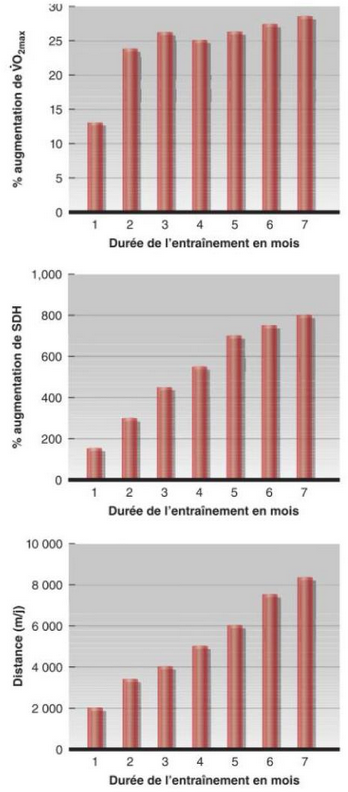 30
25
20
15
10
5
0
% augmentation de V̇O2max
1 2 3 4 5 6 7
Durée de l'entraînement en mois
1,000
800
600
400
200
0
% augmentation de SDH
1 2 3 4 5 6 7
Durée de l'entraînement en mois
10 000
8 000
6 000
4 000
2 000
0
Distance (m/j)
1 2 3 4 5 6 7
Durée de l'entraînement en mois